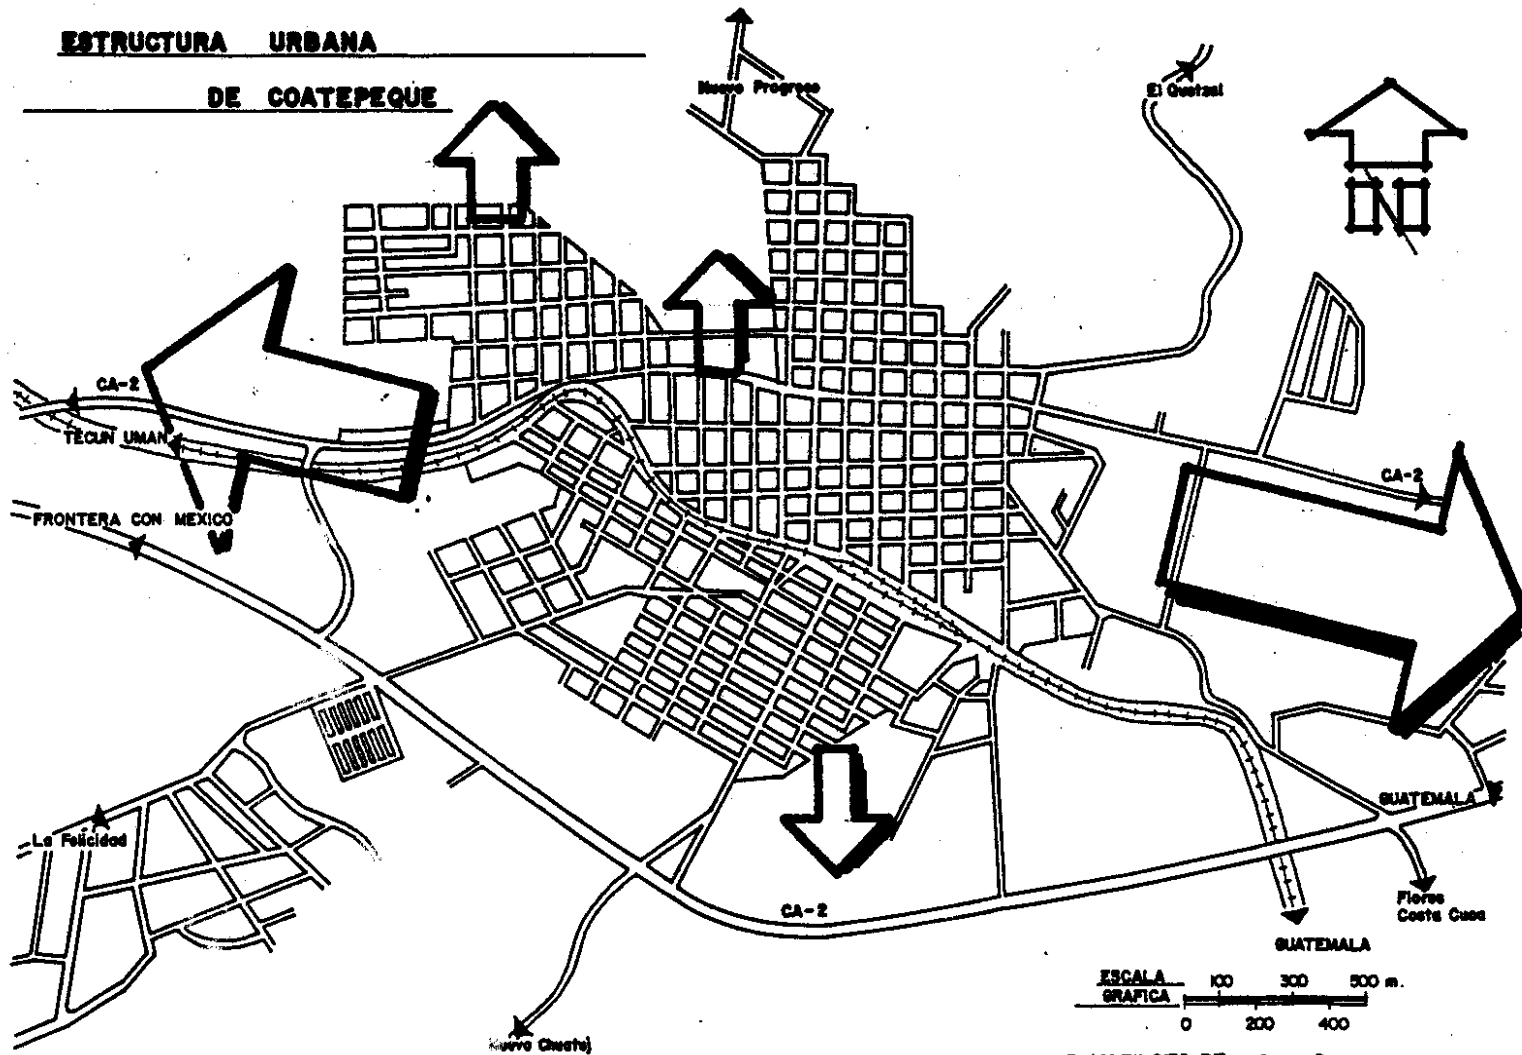 ESTRUCTURA URBANA
DE COATEPEQUE
Nuevo Progreso
El Quetzal
N
CA-2
TECUN UMAN
CA-2
FRONTERA CON MEXICO
GUATEMALA
La Felicidad
CA-2
Flores
Costa Cuca
GUATEMALA
ESCALA
GRAFICA
100 300 500 m.
0 200 400
Nuevo Chuatuj